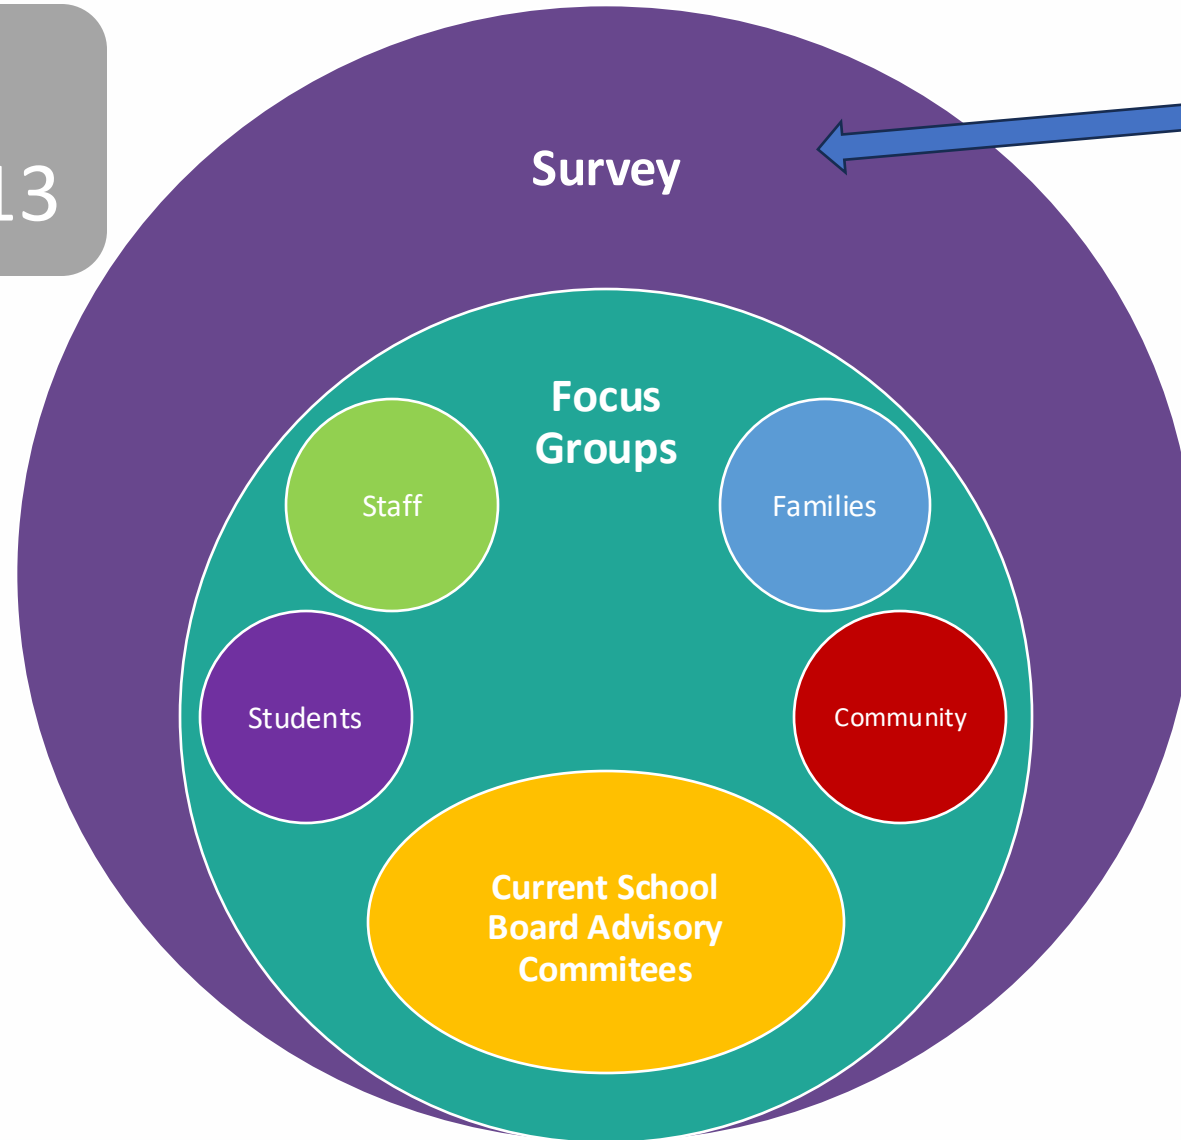 13
Survey
Focus
Groups
Staff
Families
Students
Community
Current School
Board Advisory
Commitees